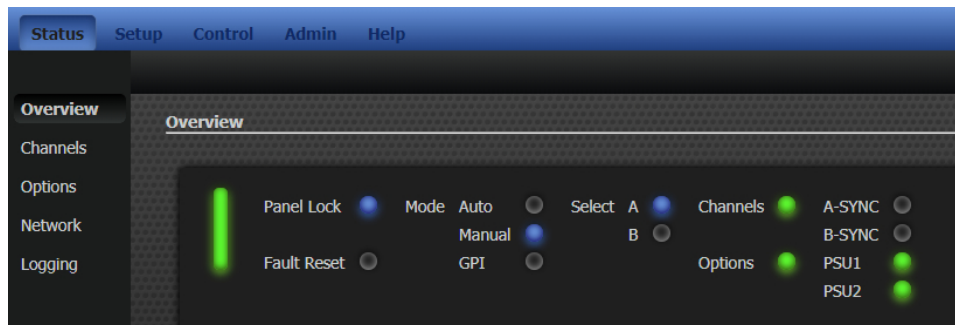 Status Setup Control Admin Help
Overview
Channels
Options
Network
Logging
Overview
Panel Lock Mode Auto Select A Channels A-SYNC
Manual B B-SYNC
Fault Reset GPI Options PSU1
PSU2